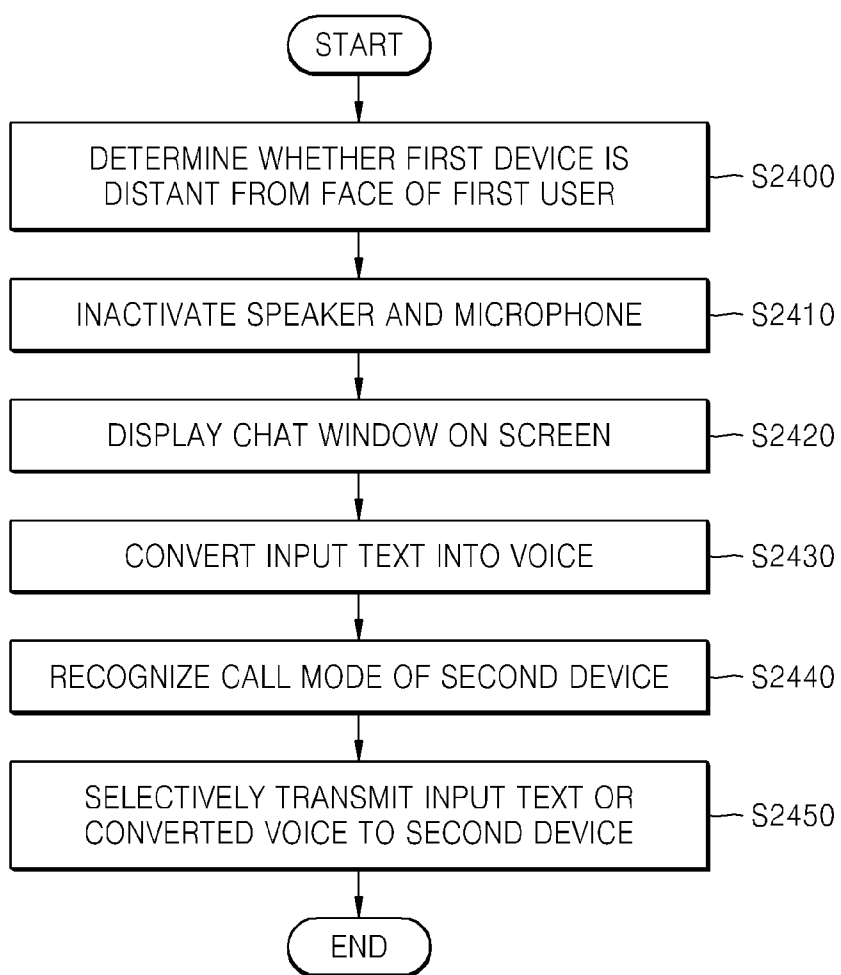 START
DETERMINE WHETHER FIRST DEVICE IS
DISTANT FROM FACE OF FIRST USER
S2400
INACTIVATE SPEAKER AND MICROPHONE
S2410
DISPLAY CHAT WINDOW ON SCREEN
S2420
CONVERT INPUT TEXT INTO VOICE
S2430
RECOGNIZE CALL MODE OF SECOND DEVICE
S2440
SELECTIVELY TRANSMIT INPUT TEXT OR
CONVERTED VOICE TO SECOND DEVICE
S2450
END